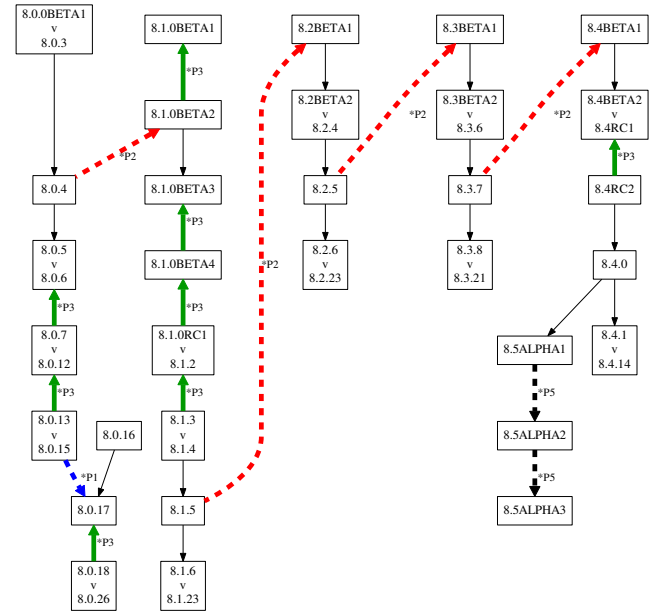 8.0.0BETA1
v
8.0.3
8.1.0BETA1
8.2BETA1
8.3BETA1
8.4BETA1
*P3
8.1.0BETA2
8.2BETA2
v
8.2.4
8.3BETA2
v
8.3.6
8.4BETA2
v
8.4RC1
*P2
*P2
*P2
*P3
8.0.4
8.1.0BETA3
8.2.5
8.3.7
8.4RC2
*P3
8.0.5
v
8.0.6
8.1.0BETA4
*P2
8.2.6
v
8.2.23
8.3.8
v
8.3.21
8.4.0
*P3
*P3
8.0.7
v
8.0.12
8.1.0RC1
v
8.1.2
8.5ALPHA1
8.4.1
v
8.4.14
*P3
*P3
*P5
8.0.13
v
8.0.15
8.0.16
8.1.3
v
8.1.4
8.5ALPHA2
*P1
*P5
8.0.17
8.1.5
8.5ALPHA3
*P3
8.0.18
v
8.0.26
8.1.6
v
8.1.23